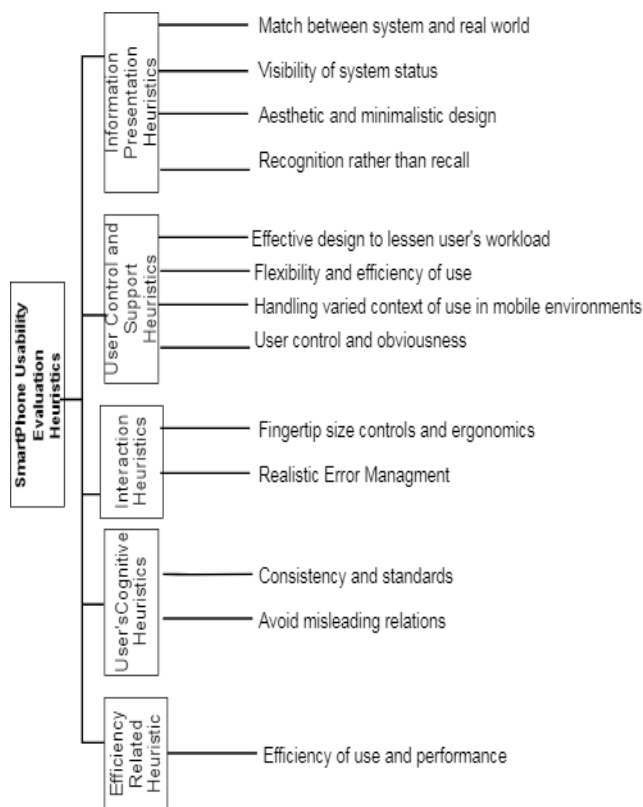 SmartPhone Usability
Evaluation
Heuristics
Information
Presentation
Heuristics
Match between system and real world
Visibility of system status
Aesthetic and minimalistic design
Recognition rather than recall
User Control and
Support
Heuristics
Effective design to lessen user's workload
Flexibility and efficiency of use
Handling varied context of use in mobile environments
User control and obviousness
Interaction
Heuristics
Fingertip size controls and ergonomics
Realistic Error Managment
User'sCognitive
Heuristics
Consistency and standards
Avoid misleading relations
Efficiency
Related
Heuristic
Efficiency of use and performance